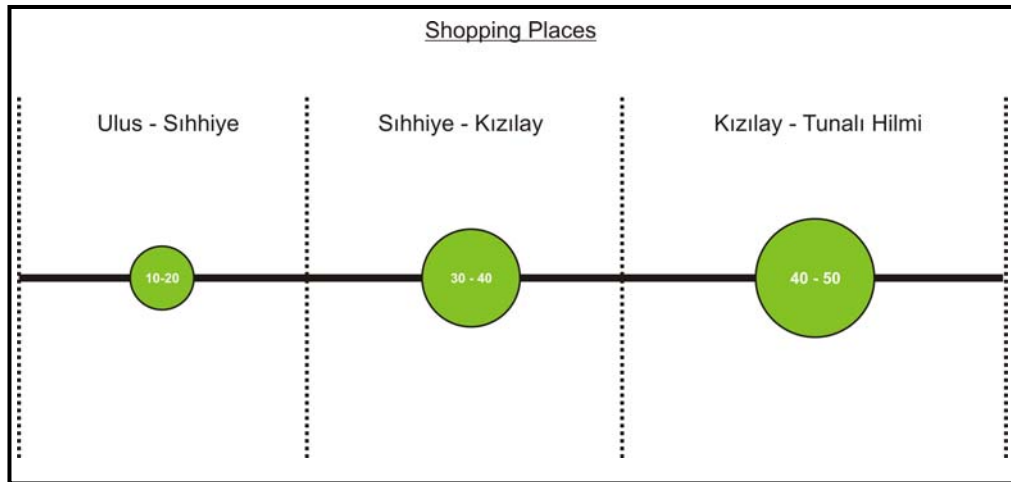 Shopping Places
Ulus - Sıhhiye
Sıhhiye - Kızılay
Kızılay - Tunalı Hilmi
10-20
30 - 40
40 - 50